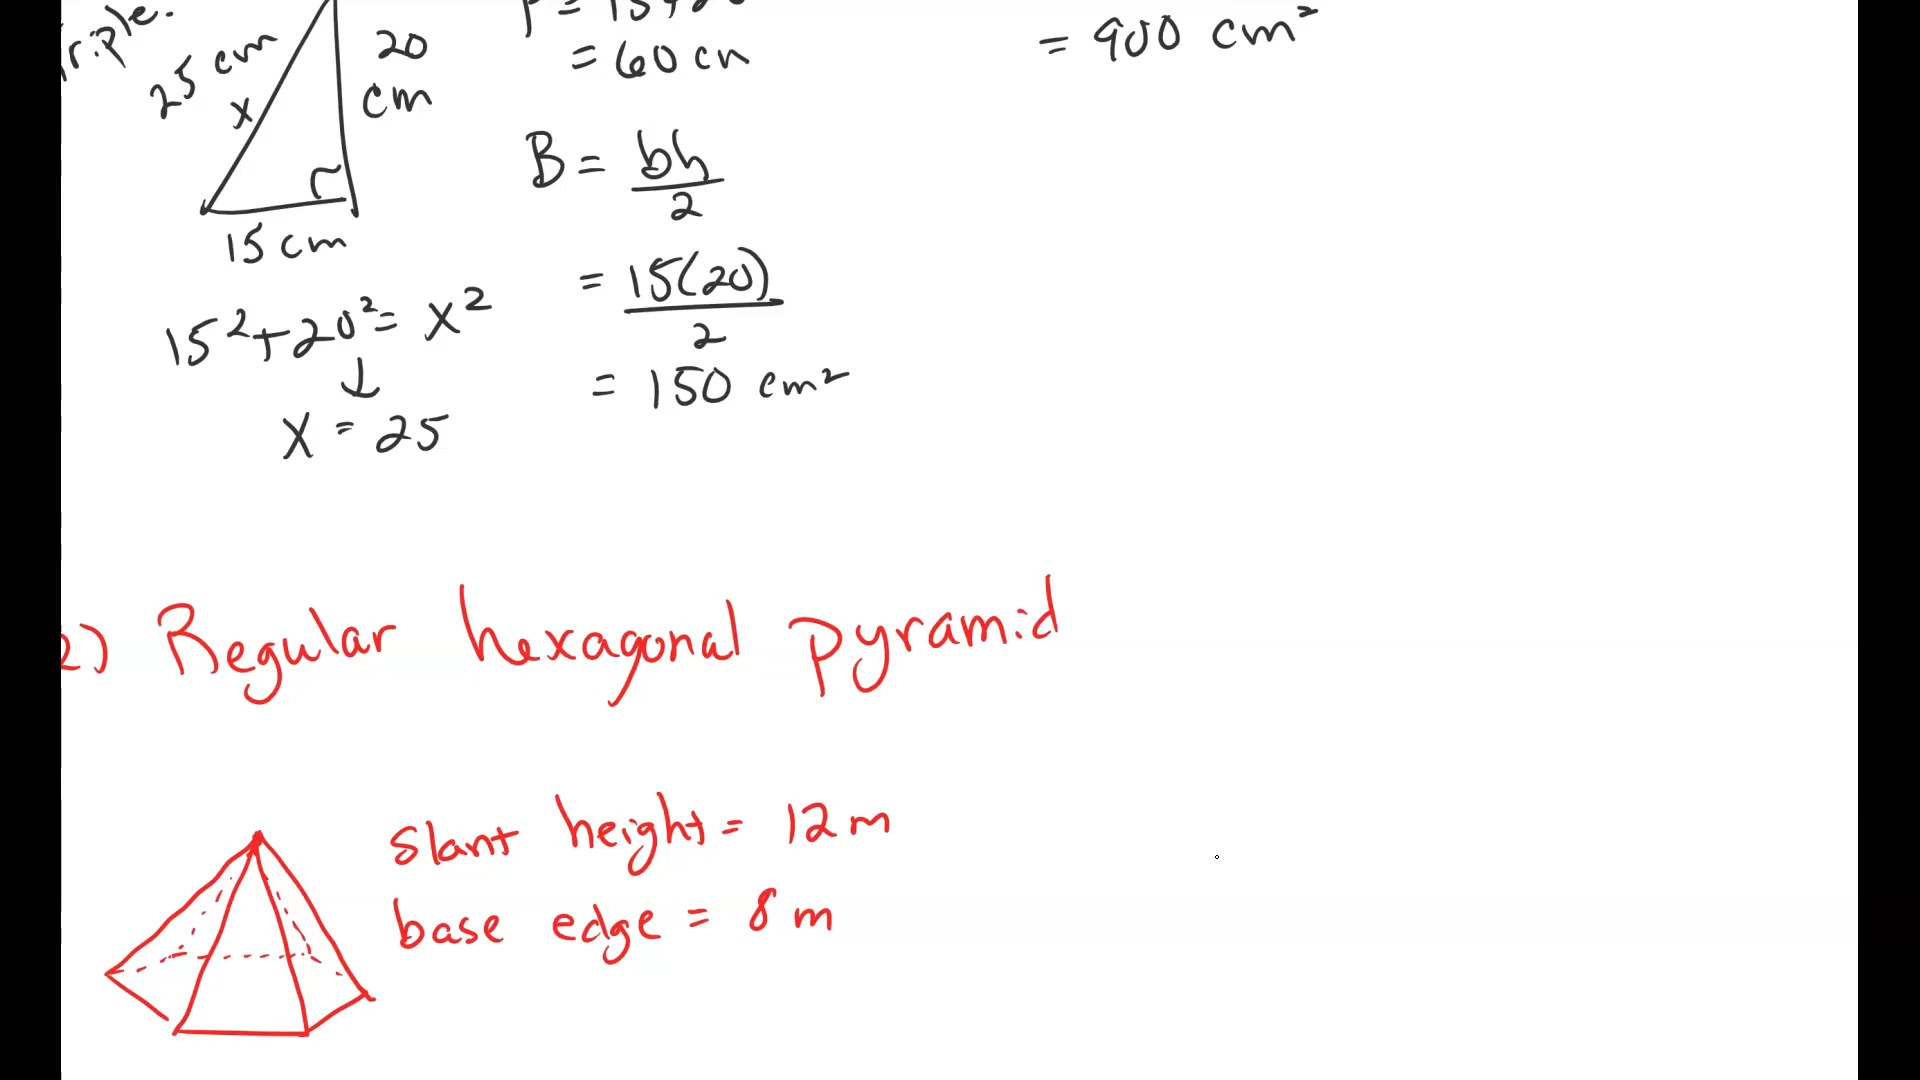 25 cm
x
20
cm
15 cm
15²+20²= x²
↓
x = 25
= 60 cm
B = bh/2
= 15(20)/2
= 150 cm²
= 900 cm²
2) Regular hexagonal pyramid
slant height = 12 m
base edge = 8 m